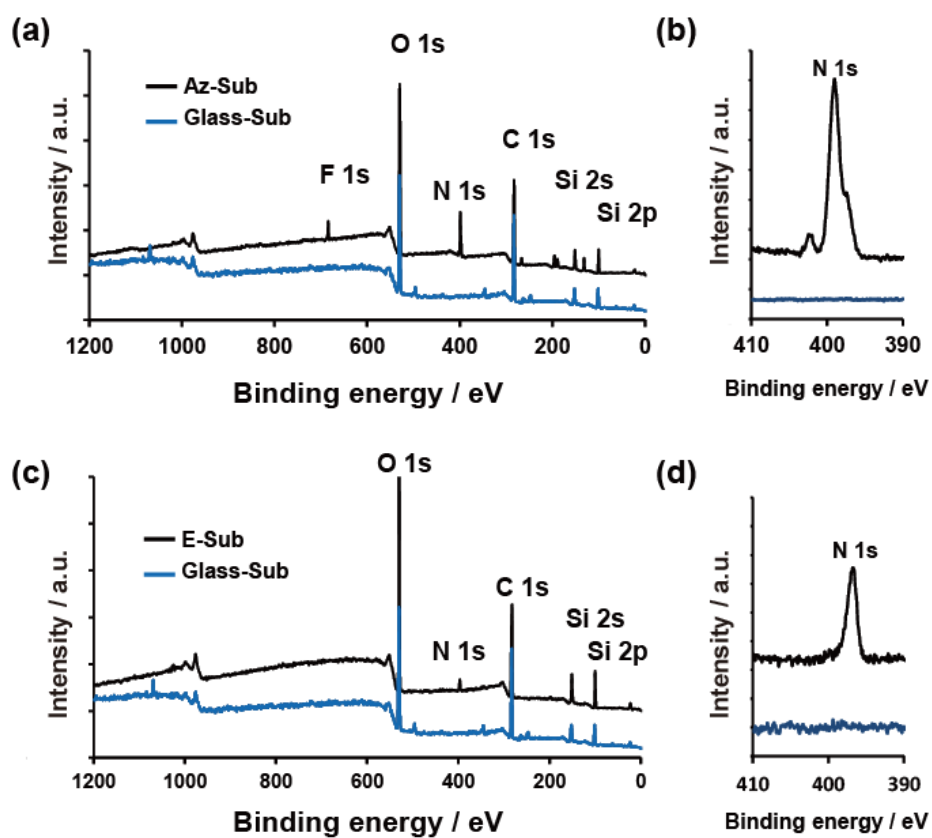 (a)
O 1s
Az-Sub
Glass-Sub
F 1s
N 1s
C 1s
Si 2s
Si 2p
Intensity / a.u.
1200 1000 800 600 400 200 0
Binding energy / eV
(b)
N 1s
Intensity / a.u.
410 400 390
Binding energy / eV
(c)
O 1s
E-Sub
Glass-Sub
N 1s
C 1s
Si 2s
Si 2p
Intensity / a.u.
1200 1000 800 600 400 200 0
Binding energy / eV
(d)
N 1s
Intensity / a.u.
410 400 390
Binding energy / eV